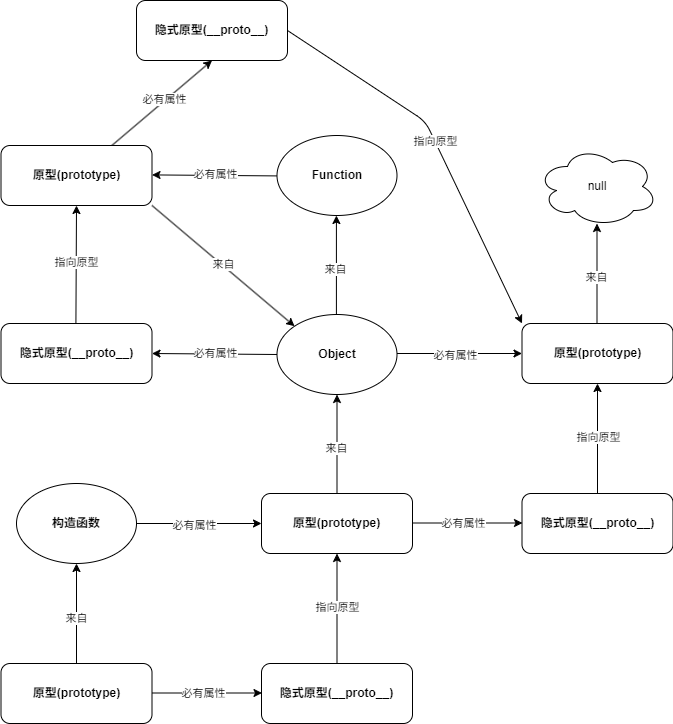 隐式原型(__proto__)
必有属性
指向原型
原型(prototype)
必有属性
Function
null
指向原型
来自
来自
来自
隐式原型(__proto__)
必有属性
Object
必有属性
原型(prototype)
来自
指向原型
构造函数
必有属性
原型(prototype)
必有属性
隐式原型(__proto__)
来自
指向原型
原型(prototype)
必有属性
隐式原型(__proto__)